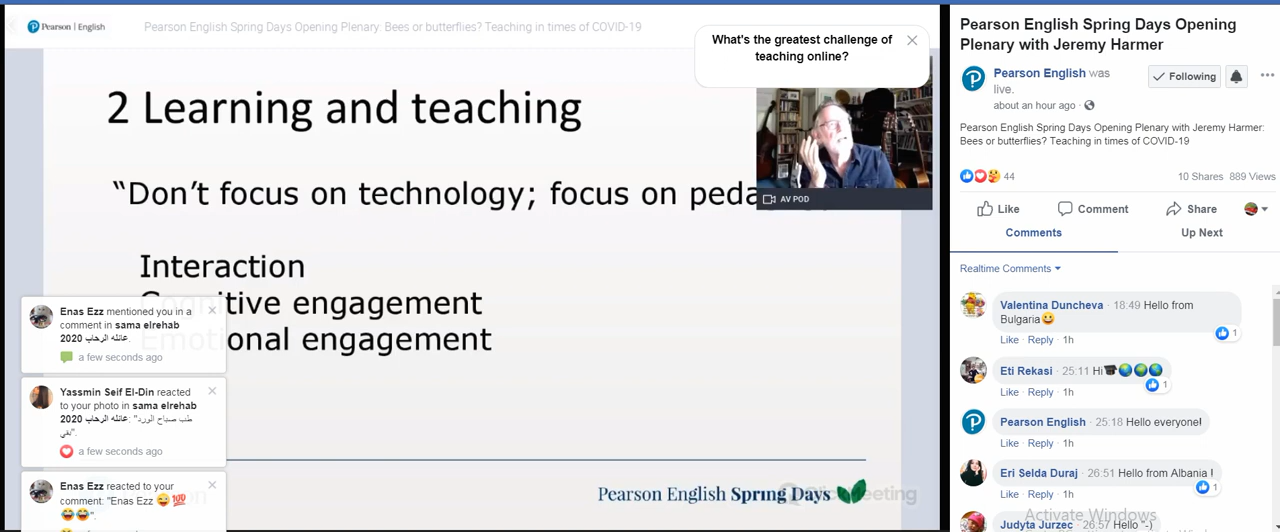 Pearson | English
Pearson English Spring Days Opening Plenary: Bees or butterflies? Teaching in times of COVID-19
What's the greatest challenge of
teaching online?
2 Learning and teaching
"Don't focus on technology; focus on peda
AV POD
Interaction
Cognitive engagement
Emotional engagement
Enas Ezz mentioned you in a
comment in sama elrehab
2020 عائله الرحاب.
a few seconds ago
Yassmin Seif El-Din reacted
to your photo in sama elrehab
2020 عائله الرحاب: "طب صباح الورد
بقي".
a few seconds ago
Enas Ezz reacted to your
comment: "Enas Ezz 😜💯
😂😂".
Pearson English Spring Days
ClickMeeting
Pearson English Spring Days Opening
Plenary with Jeremy Harmer
Pearson English was
live.
about an hour ago
Following
Pearson English Spring Days Opening Plenary with Jeremy Harmer:
Bees or butterflies? Teaching in times of COVID-19
44
10 Shares 889 Views
Like Comment Share
Comments Up Next
Realtime Comments
Valentina Duncheva · 18:49 Hello from
Bulgaria😀
1
Like · Reply · 1h
Eti Rekasi · 25:11 Hi🎓🌍🌍🌎
1
Like · Reply · 1h
Pearson English · 25:18 Hello everyone!
Like · Reply · 1h
Eri Selda Duraj · 26:51 Hello from Albania !
1
Like · Reply · 1h
Judyta Jurzec · 26:57 Hello :-)
Activate Windows